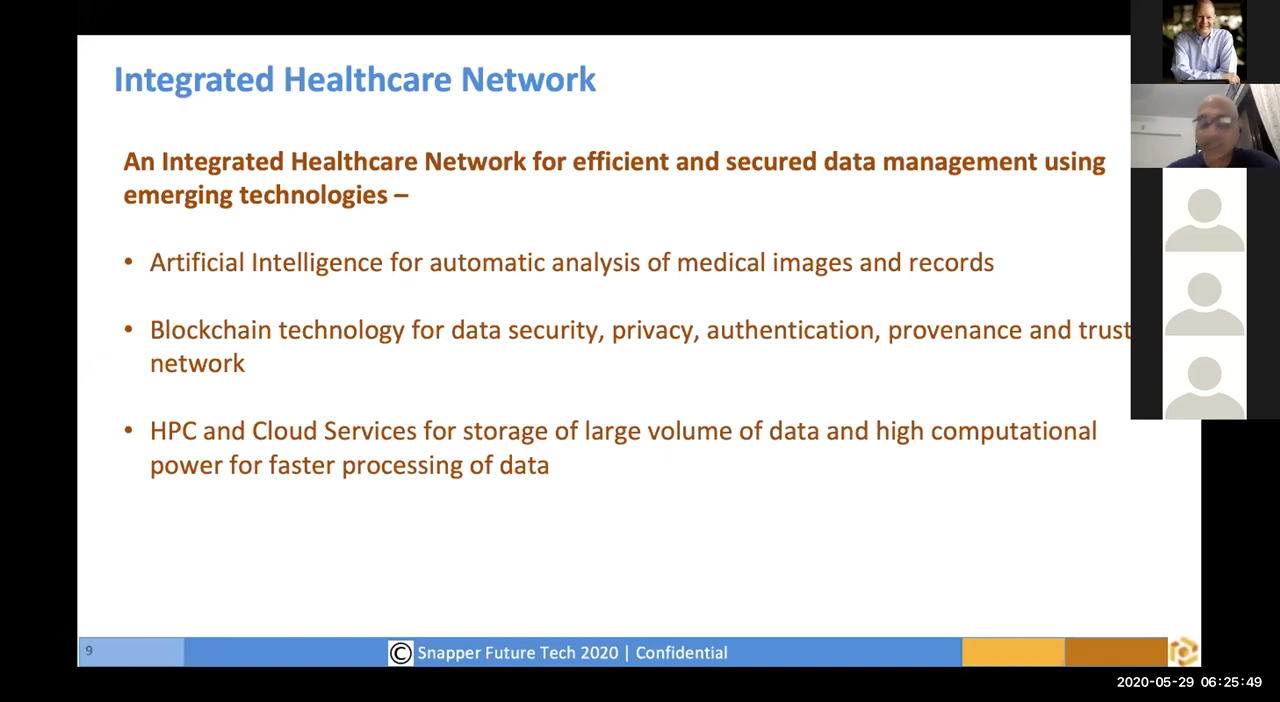 Integrated Healthcare Network
An Integrated Healthcare Network for efficient and secured data management using
emerging technologies –
• Artificial Intelligence for automatic analysis of medical images and records
• Blockchain technology for data security, privacy, authentication, provenance and trust
network
• HPC and Cloud Services for storage of large volume of data and high computational
power for faster processing of data
9
© Snapper Future Tech 2020 | Confidential
2020-05-29 06:25:49